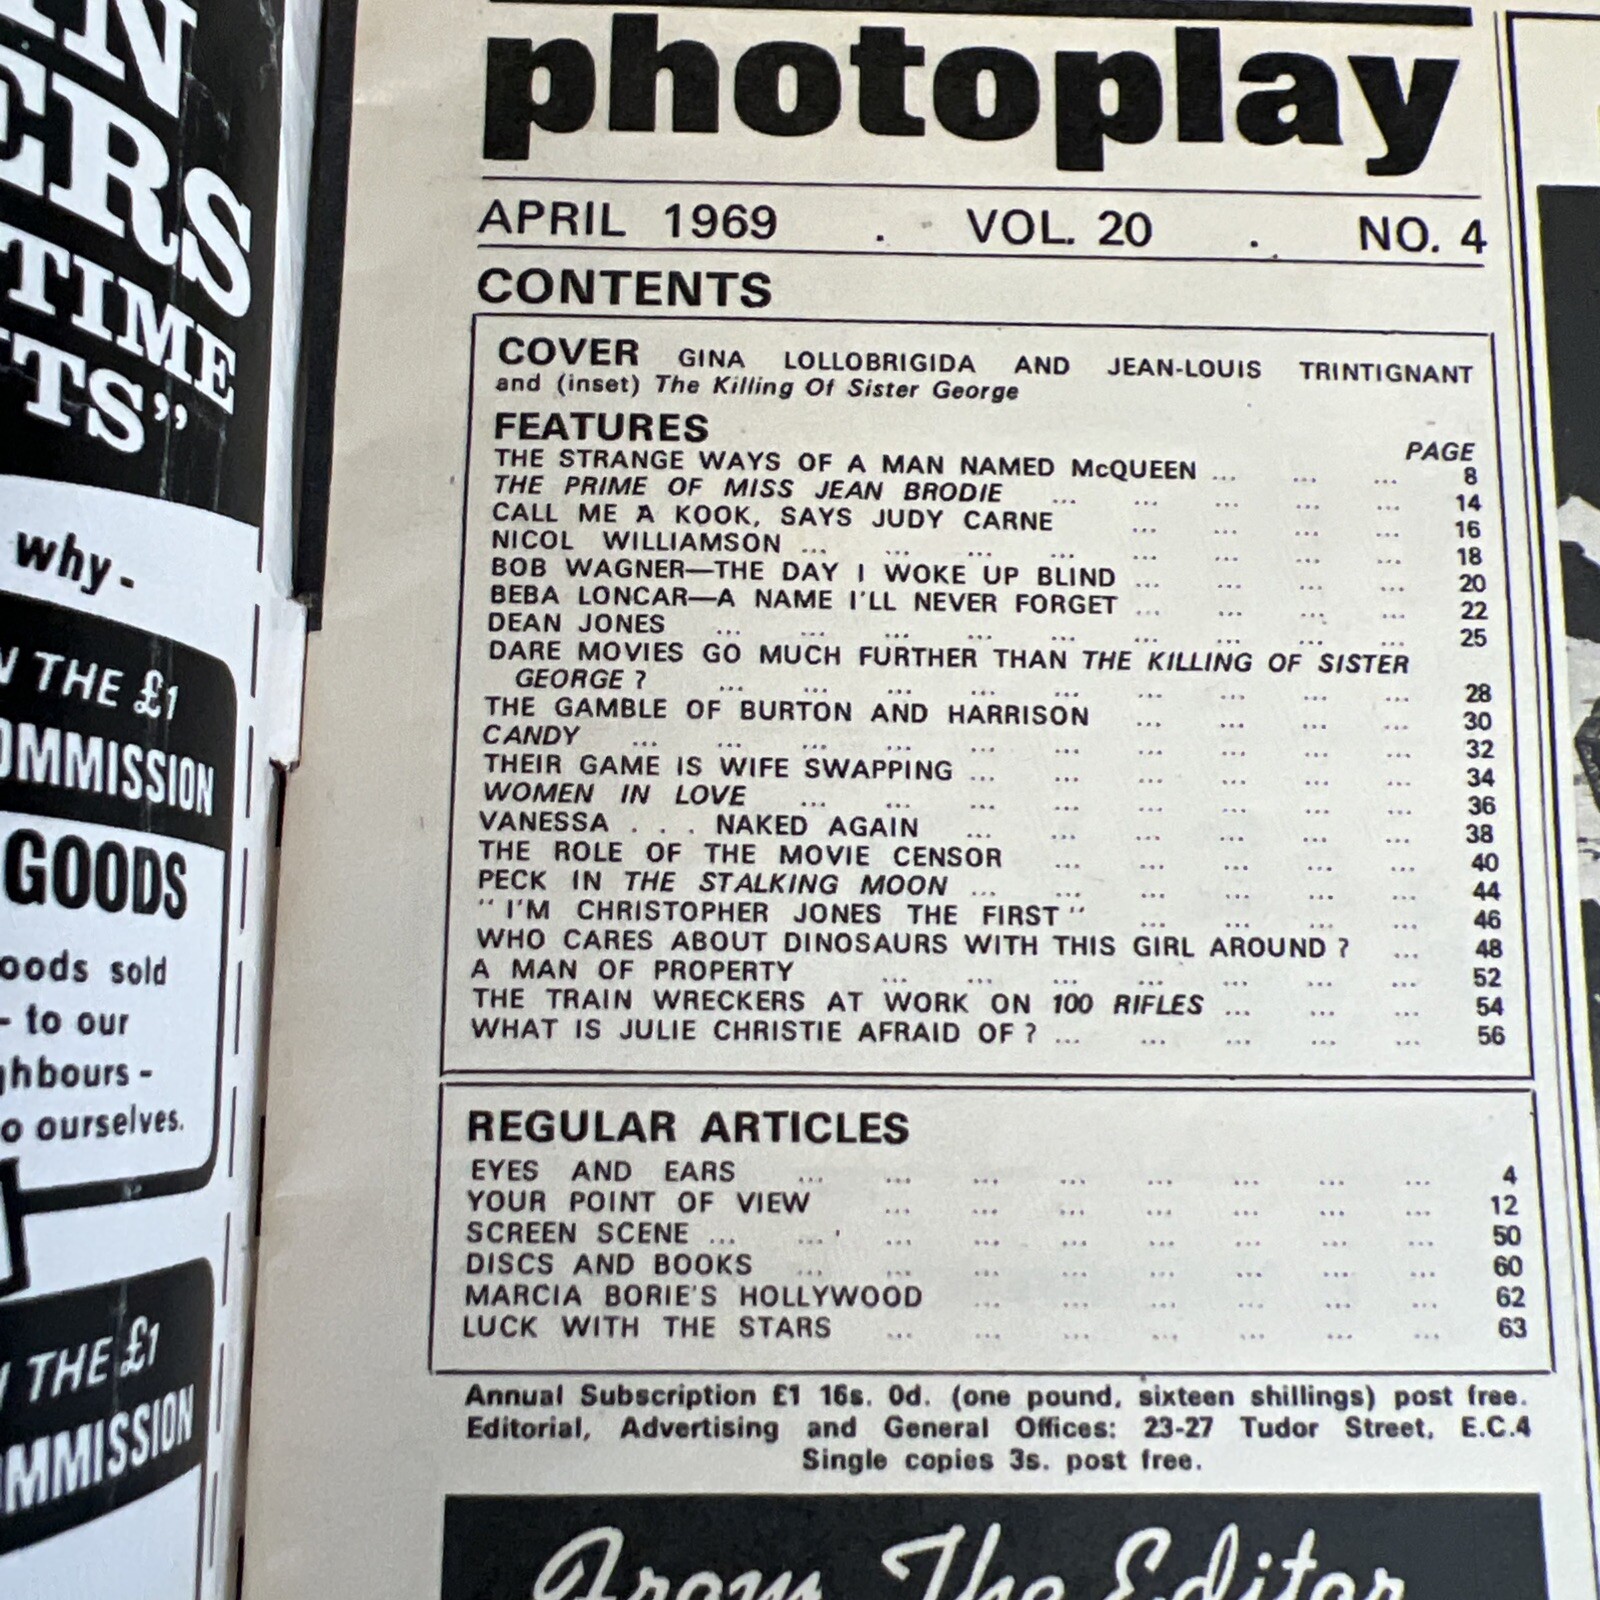 ERS
TIME
TS”
why-
THE £1
OMMISSION
GOODS
oods sold
- to our
ghbours -
o ourselves.
THE £1
MMISSION
photoplay
APRIL 1969 . VOL. 20 . NO. 4
CONTENTS
COVER GINA LOLLOBRIGIDA AND JEAN-LOUIS TRINTIGNANT
and (inset) The Killing Of Sister George
FEATURES
PAGE
THE STRANGE WAYS OF A MAN NAMED McQUEEN ... ... ... 8
THE PRIME OF MISS JEAN BRODIE ... ... ... ... ... 14
CALL ME A KOOK, SAYS JUDY CARNE ... ... ... ... 16
NICOL WILLIAMSON ... ... ... ... ... ... ... ... 18
BOB WAGNER—THE DAY I WOKE UP BLIND ... ... ... ... 20
BEBA LONCAR—A NAME I'LL NEVER FORGET ... ... ... ... 22
DEAN JONES ... ... ... ... ... ... ... ... ... 25
DARE MOVIES GO MUCH FURTHER THAN THE KILLING OF SISTER
GEORGE ? ... ... ... ... ... ... ... ... ... 28
THE GAMBLE OF BURTON AND HARRISON ... ... ... ... 30
CANDY ... ... ... ... ... ... ... ... ... ... 32
THEIR GAME IS WIFE SWAPPING ... ... ... ... ... ... 34
WOMEN IN LOVE ... ... ... ... ... ... ... ... 36
VANESSA . . . NAKED AGAIN ... ... ... ... ... ... 38
THE ROLE OF THE MOVIE CENSOR ... ... ... ... ... 40
PECK IN THE STALKING MOON ... ... ... ... ... ... 44
"I'M CHRISTOPHER JONES THE FIRST" ... ... ... ... 46
WHO CARES ABOUT DINOSAURS WITH THIS GIRL AROUND ? ... 48
A MAN OF PROPERTY ... ... ... ... ... ... ... 52
THE TRAIN WRECKERS AT WORK ON 100 RIFLES ... ... ... 54
WHAT IS JULIE CHRISTIE AFRAID OF ? ... ... ... ... ... 56
REGULAR ARTICLES
EYES AND EARS ... ... ... ... ... ... ... ... 4
YOUR POINT OF VIEW ... ... ... ... ... ... ... 12
SCREEN SCENE ... ... ... ... ... ... ... ... ... 50
DISCS AND BOOKS ... ... ... ... ... ... ... ... 60
MARCIA BORIE'S HOLLYWOOD ... ... ... ... ... ... 62
LUCK WITH THE STARS ... ... ... ... ... ... ... 63
Annual Subscription £1 16s. 0d. (one pound, sixteen shillings) post free.
Editorial, Advertising and General Offices: 23-27 Tudor Street, E.C.4
Single copies 3s. post free.
From The Editor